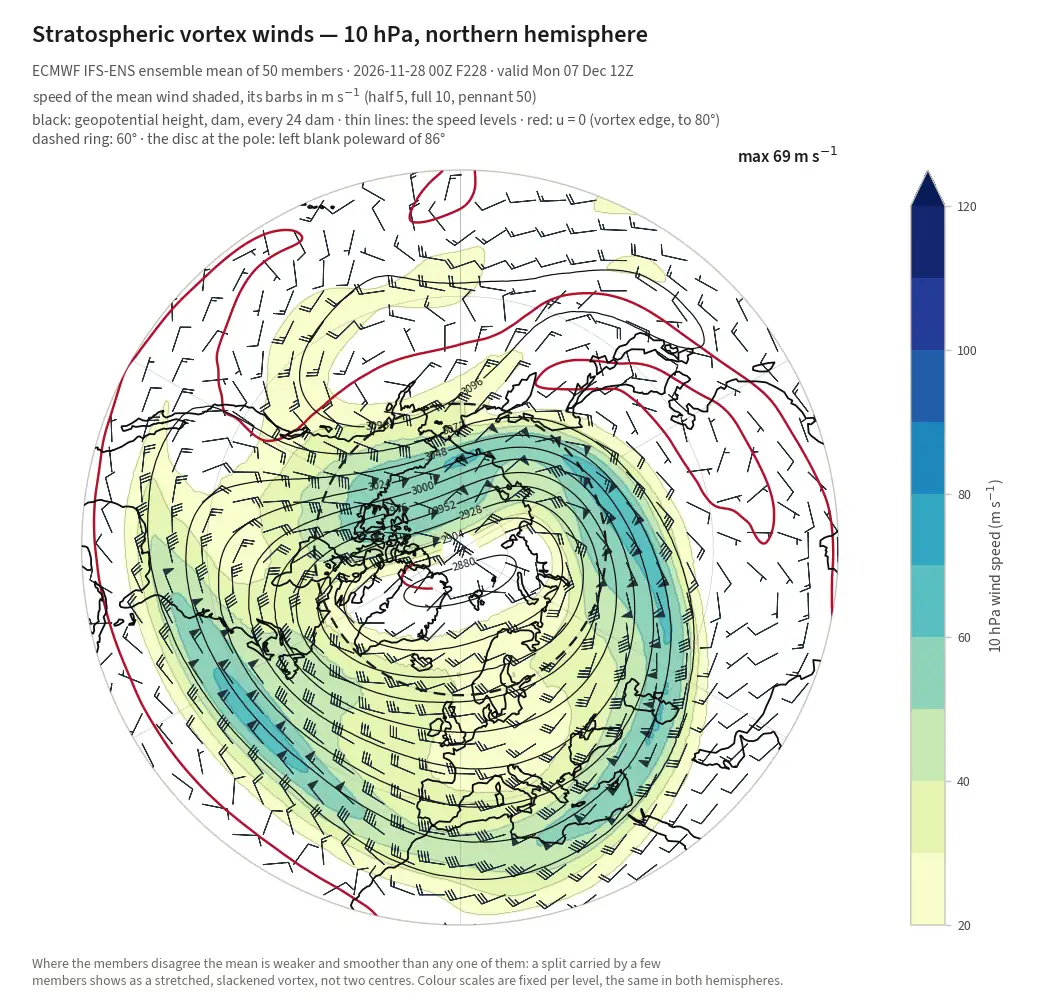 Stratospheric vortex winds — 10 hPa, northern hemisphere
ECMWF IFS-ENS ensemble mean of 50 members · 2026-11-28 00Z F228 · valid Mon 07 Dec 12Z
speed of the mean wind shaded, its barbs in m s⁻¹ (half 5, full 10, pennant 50)
black: geopotential height, dam, every 24 dam · thin lines: the speed levels · red: u = 0 (vortex edge, to 80°)
dashed ring: 60° · the disc at the pole: left blank poleward of 86°
max 69 m s⁻¹
120
100
80
60
40
20
10 hPa wind speed (m s⁻¹)
3096
3048
3024
3000
2952
2928
2904
2880
Where the members disagree the mean is weaker and smoother than any one of them: a split carried by a few
members shows as a stretched, slackened vortex, not two centres. Colour scales are fixed per level, the same in both hemispheres.